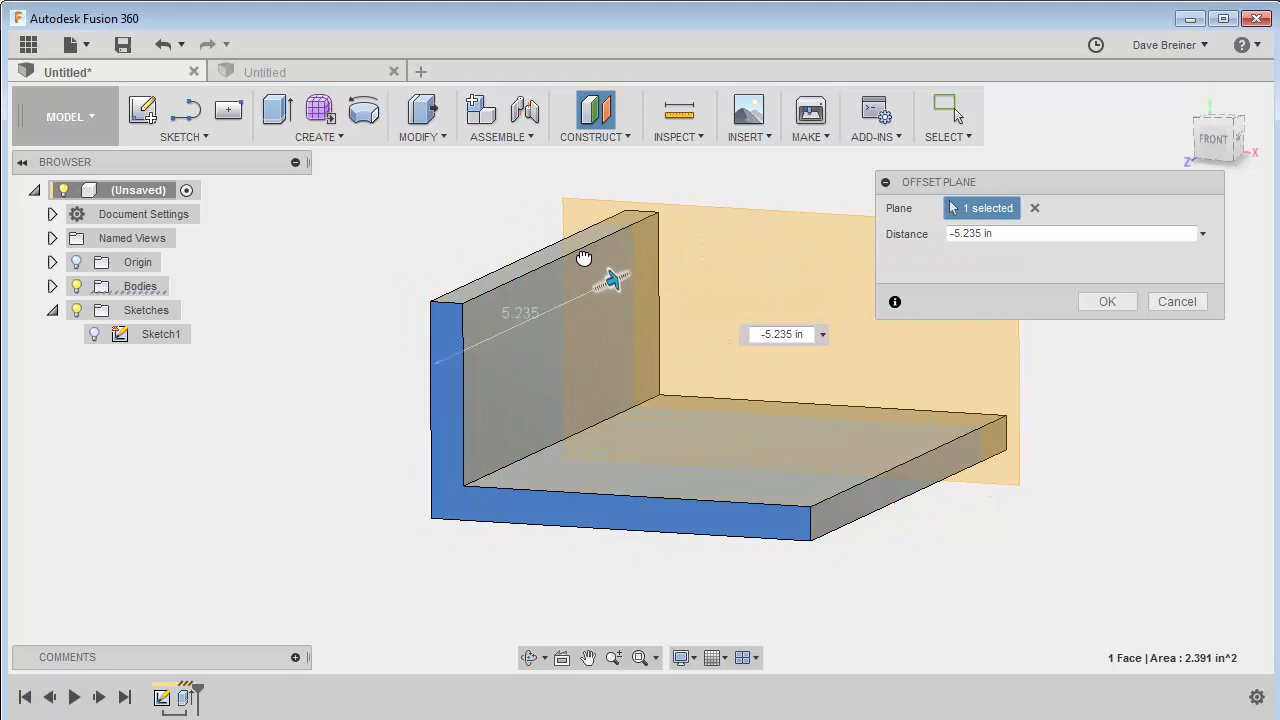 Autodesk Fusion 360
Dave Breiner
Untitled*
Untitled
MODEL
SKETCH
CREATE
MODIFY
ASSEMBLE
CONSTRUCT
INSPECT
INSERT
MAKE
ADD-INS
SELECT
FRONT
X
Z
BROWSER
(Unsaved)
Document Settings
Named Views
Origin
Bodies
Sketches
Sketch1
OFFSET PLANE
Plane
1 selected
Distance
-5.235 in
OK
Cancel
5.235
-5.235 in
COMMENTS
1 Face | Area : 2.391 in^2